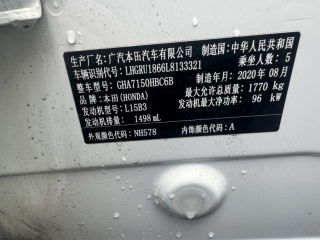 生产厂名：广汽本田汽车有限公司 制造国：中华人民共和国
车辆识别代号：LHGRU1866L8133321 乘坐人数：5
整车型号：GHA7150HBC6B 制造年月：2020年08月
品牌：本田(HONDA) 最大允许总质量：1770 kg
发动机型号：L15B3 发动机最大净功率：96 kW
发动机排量：1498 mL
外观颜色代号：NH578 内饰颜色代号：A